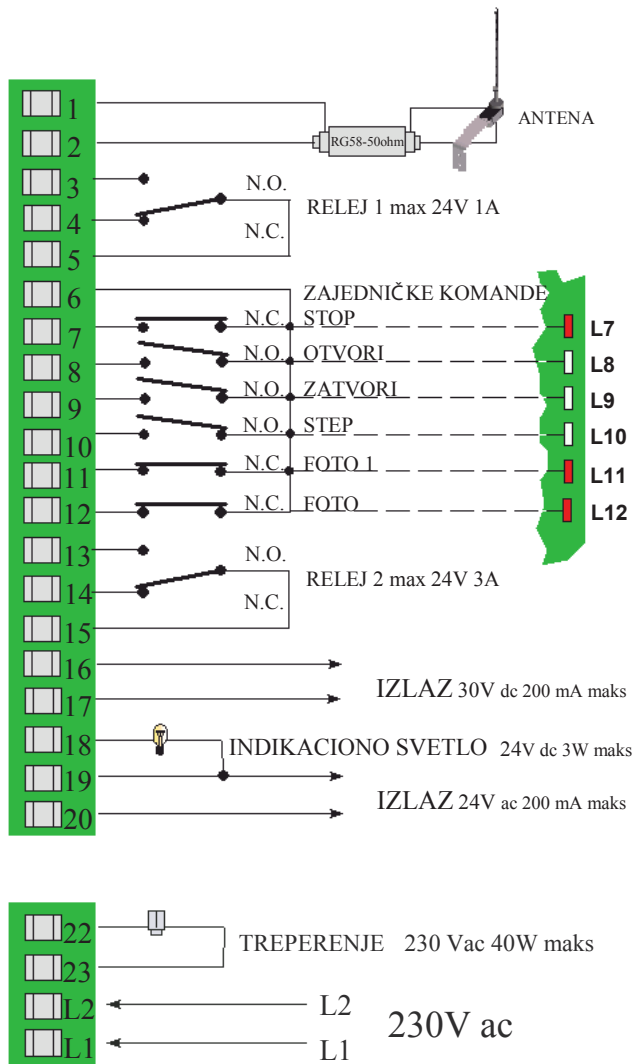 1
2
RG58-50ohm
ANTENA
3
N.O.
RELEJ 1 max 24V 1A
4
N.C.
5
6
ZAJEDNIČKE KOMANDE
7 N.C. STOP L7
8 N.O. OTVORI L8
9 N.O. ZATVORI L9
10 N.O. STEP L10
11 N.C. FOTO 1 L11
12 N.C. FOTO L12
13
N.O.
RELEJ 2 max 24V 3A
14
N.C.
15
16
IZLAZ 30V dc 200 mA maks
17
18
INDIKACIONO SVETLO 24V dc 3W maks
19
IZLAZ 24V ac 200 mA maks
20
22
TREPERENJE 230 Vac 40W maks
23
L2 L2
230V ac
L1 L1